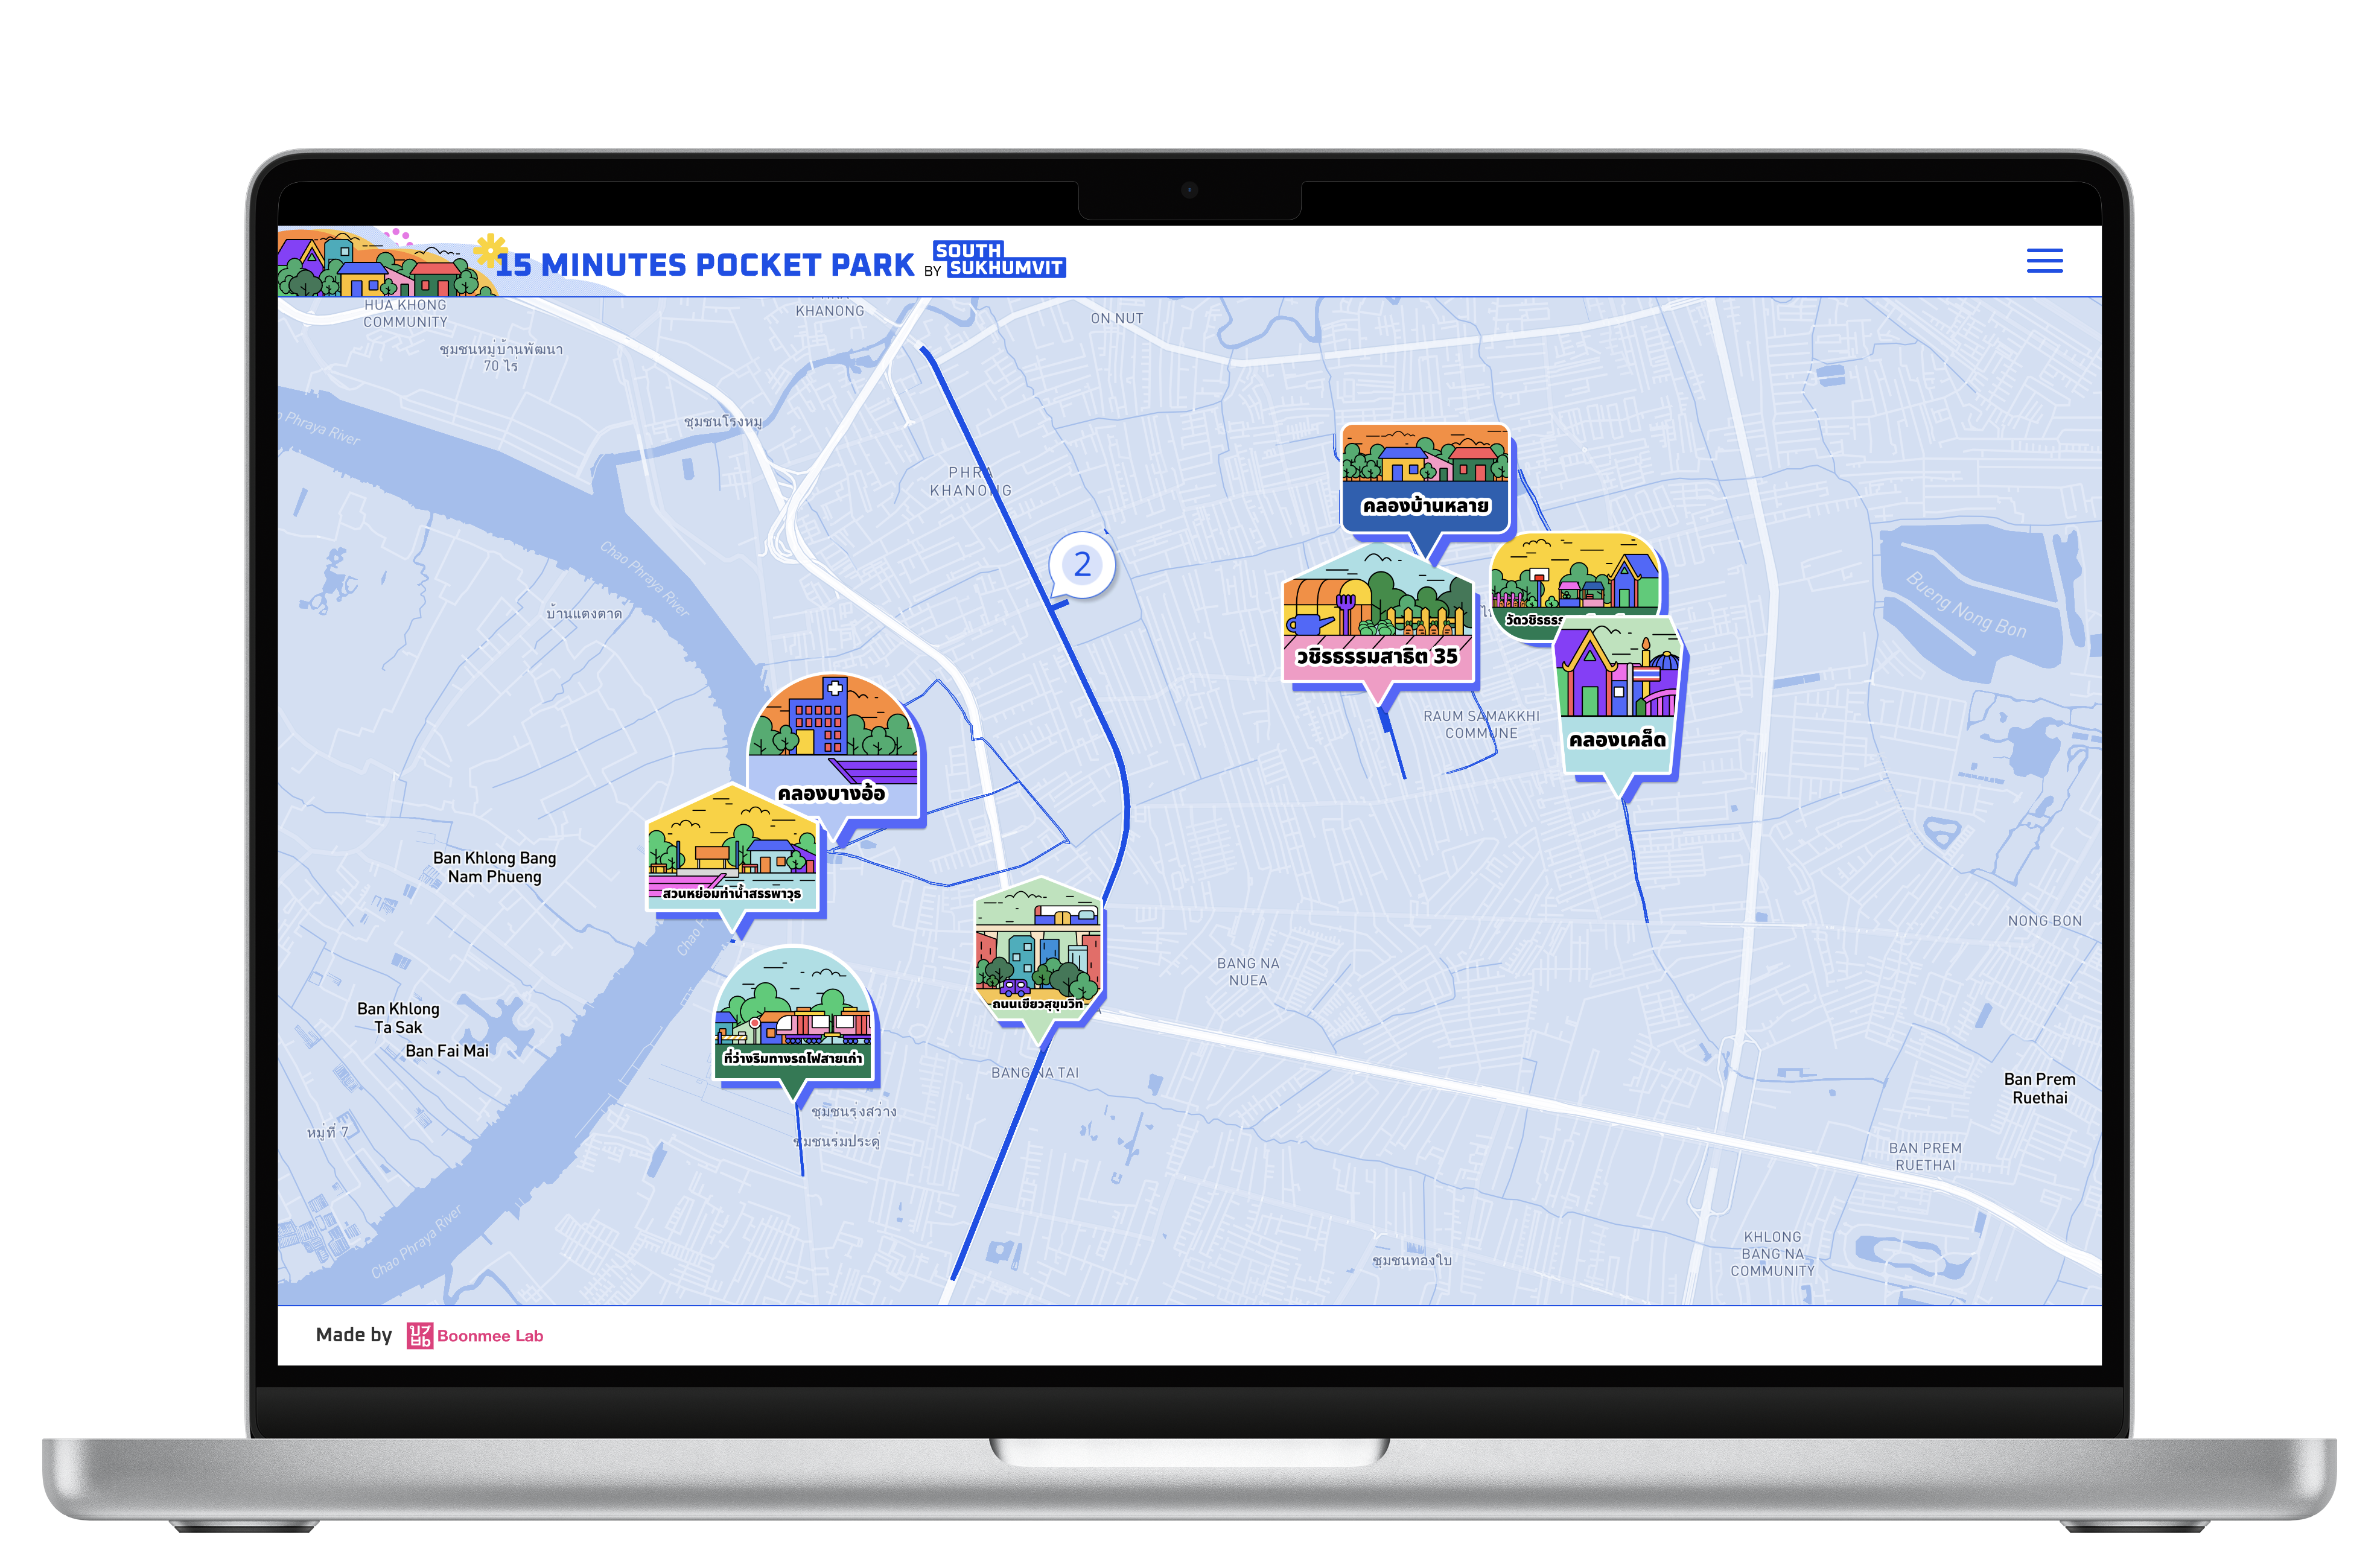 15 MINUTES POCKET PARK BY SOUTH SUKHUMVIT
HUA KHONG
COMMUNITY
KHANONG
ON NUT
ชุมชนหมู่บ้านพัฒนา
70 ไร่
Phraya River
ชุมชนโรงหมู
PHRA
KHANONG
คลองบ้านหลาย
2
Chao Phraya River
Bueng Nong Bon
บ้านแตงตาด
วัดวชิรธรร
วชิรธรรมสาธิต 35
RAUM SAMAKKHI
COMMUNE
คลองเคล็ด
คลองบางอ้อ
Ban Khlong Bang
Nam Phueng
สวนหย่อมท่าน้ำสรรพาวุธ
NONG BON
Chao
BANG NA
NUEA
ถนนเขียวสุขุมวิท
Ban Khlong
Ta Sak
Ban Fai Mai
ที่ว่างริมทางรถไฟสายเก่า
BANG NA TAI
Ban Prem
Ruethai
ชุมชนรุ่งสว่าง
หมู่ที่ 7
ชุมชนร่มประดู่
BAN PREM
RUETHAI
Chao Phraya River
ชุมชนทองใบ
KHLONG
BANG NA
COMMUNITY
Made by Boonmee Lab